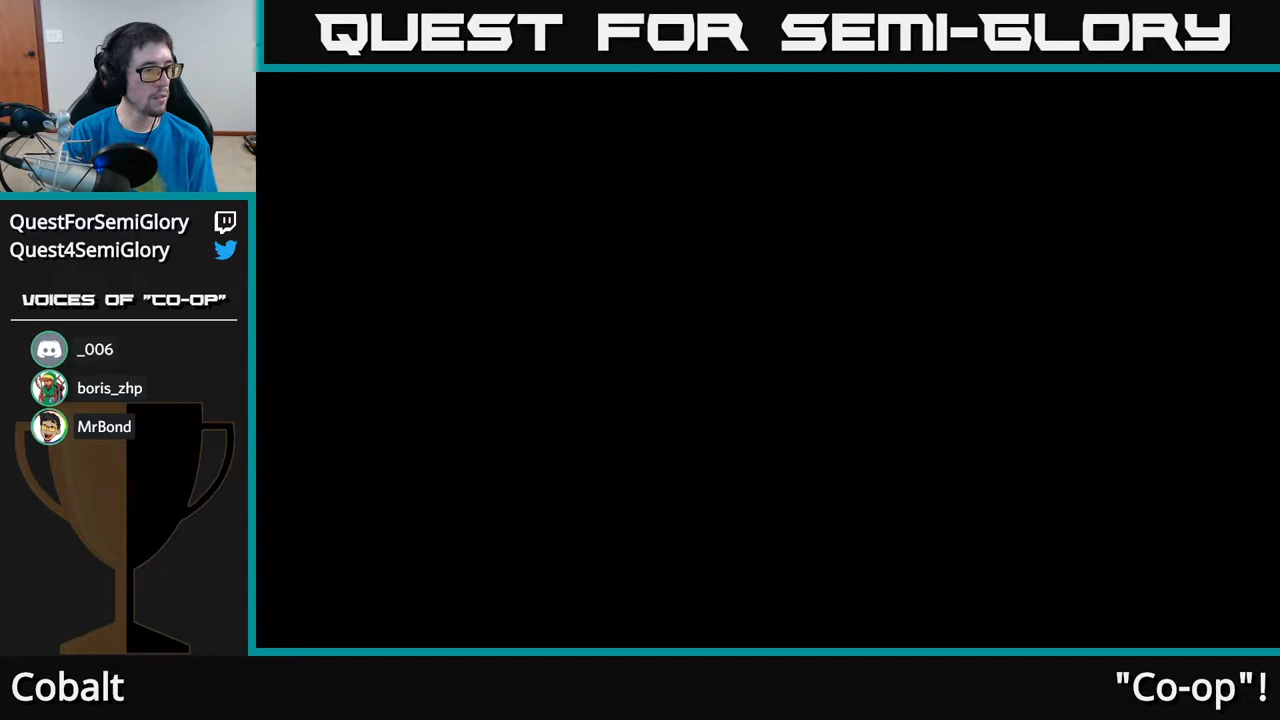 QUEST FOR SEMI-GLORY
QuestForSemiGlory
Quest4SemiGlory
VOICES OF "CO-OP"
_006
boris_zhp
MrBond
Cobalt
"Co-op"!